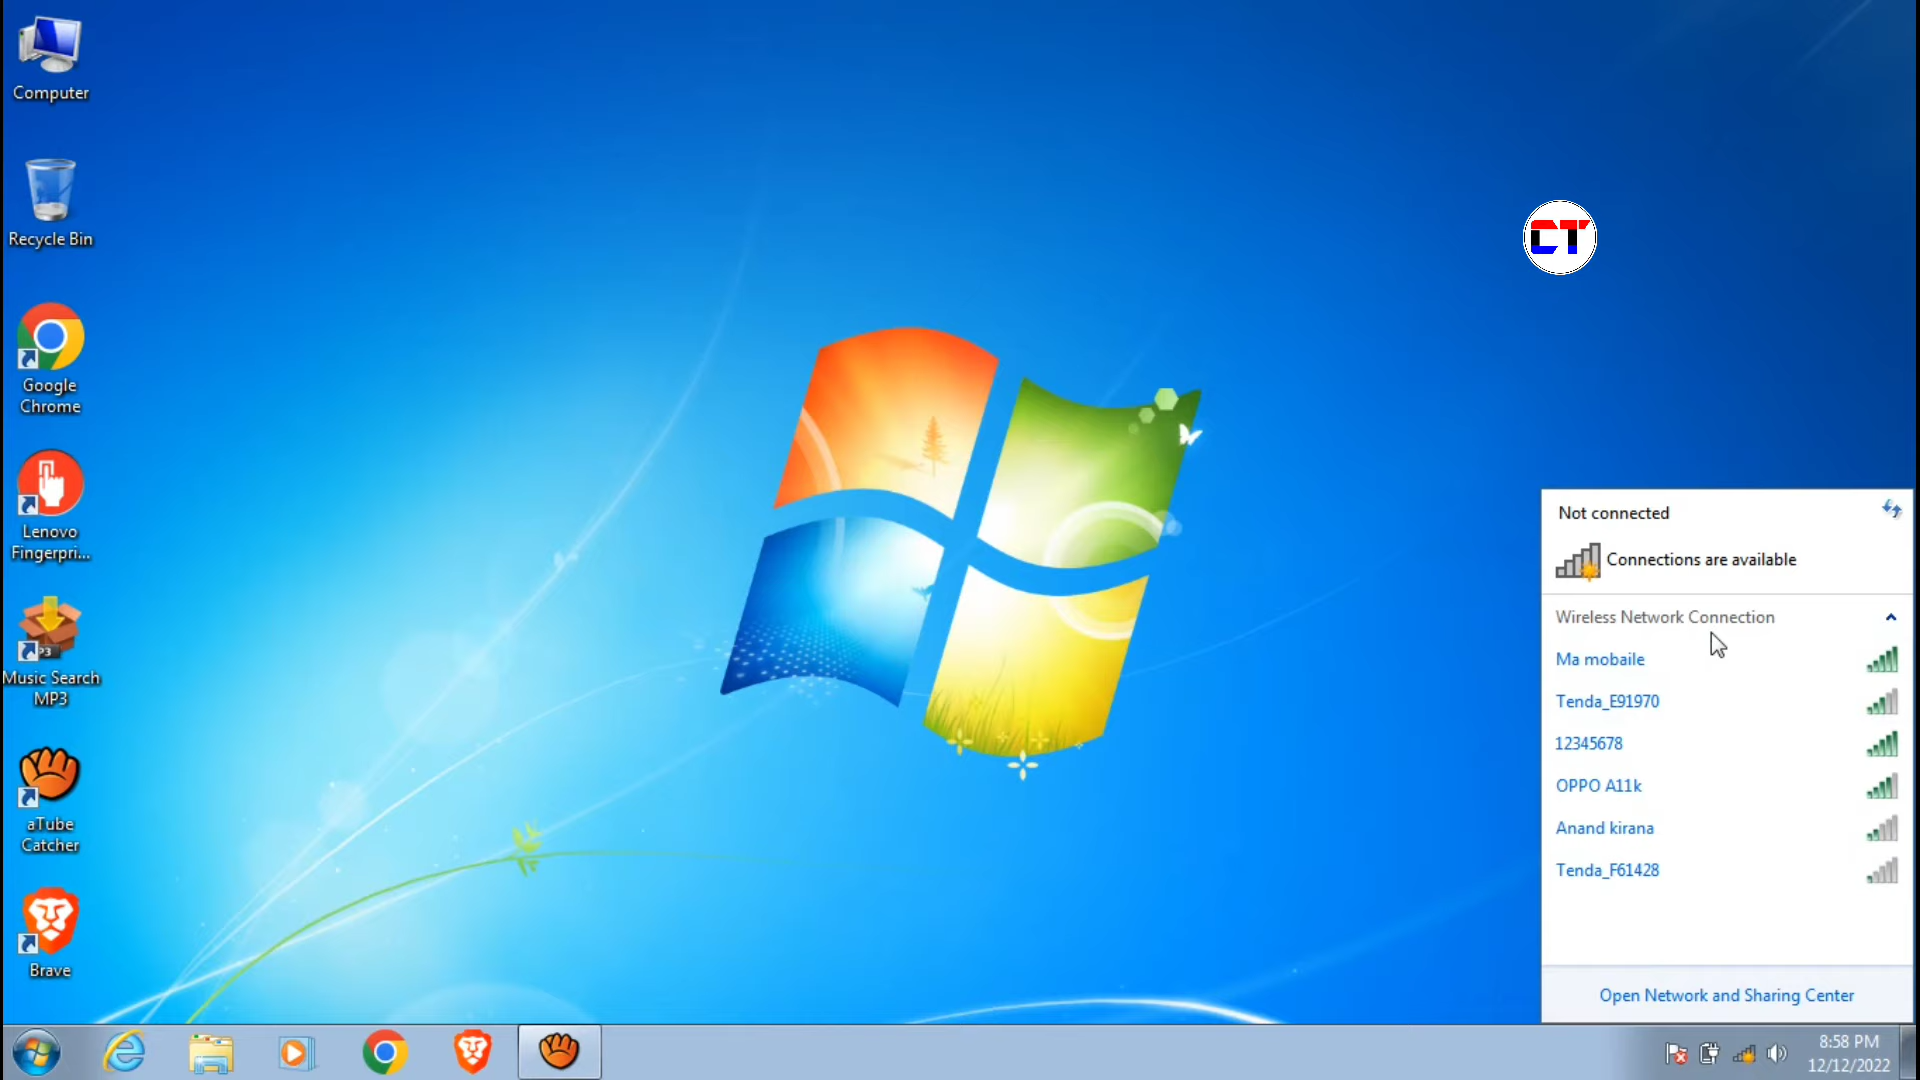 Computer
Recycle Bin
Google
Chrome
Lenovo
Fingerpri...
P3
Music Search
MP3
aTube
Catcher
Brave
CT
Not connected
Connections are available
Wireless Network Connection
Ma mobaile
Tenda_E91970
12345678
OPPO A11k
Anand kirana
Tenda_F61428
Open Network and Sharing Center
8:58 PM
12/12/2022